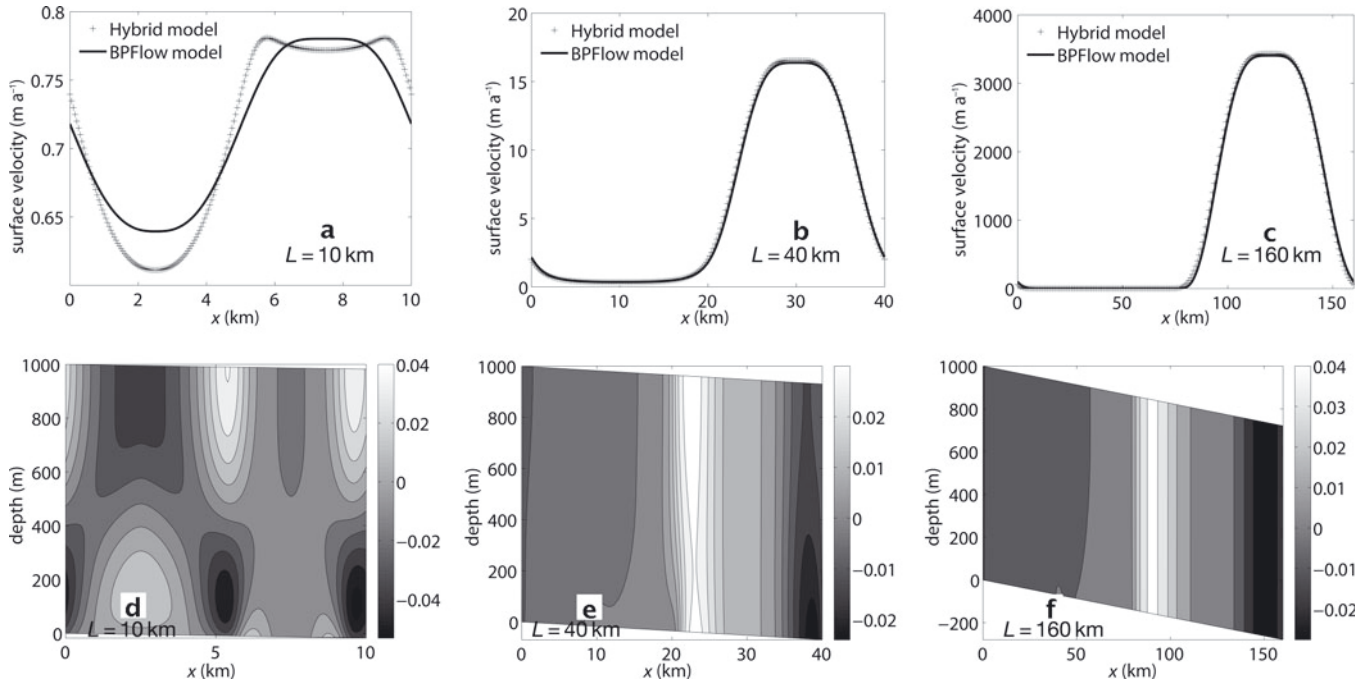 0.8
0.75
0.7
0.65
surface velocity (m a⁻¹)
+ Hybrid model
BPFlow model
a
L = 10 km
0 2 4 6 8 10
x (km)
20
15
10
5
0
surface velocity (m a⁻¹)
+ Hybrid model
BPFlow model
b
L = 40 km
0 10 20 30 40
x (km)
4000
3000
2000
1000
0
surface velocity (m a⁻¹)
+ Hybrid model
BPFlow model
c
L = 160 km
0 50 100 150
x (km)
1000
800
600
400
200
0
depth (m)
d
L = 10 km
0 5 10
x (km)
0.04
0.02
0
−0.02
−0.04
1000
800
600
400
200
0
depth (m)
e
L = 40 km
0 10 20 30 40
x (km)
0.02
0.01
0
−0.01
−0.02
1000
800
600
400
200
0
−200
depth (m)
f
L = 160 km
0 50 100 150
x (km)
0.04
0.03
0.02
0.01
0
−0.01
−0.02